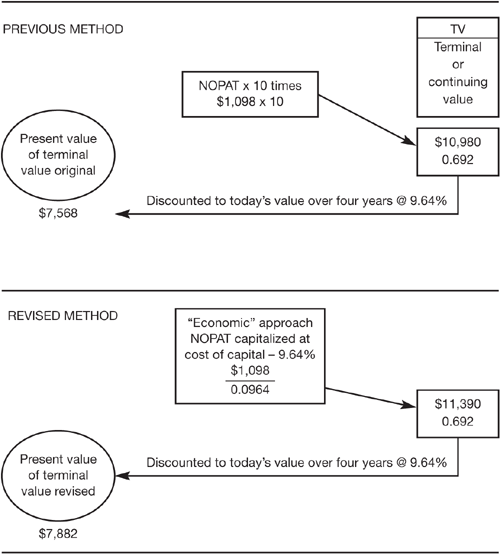 PREVIOUS METHOD
TV
Terminal
or
continuing
value
NOPAT x 10 times
$1,098 x 10
$10,980
0.692
Present value
of terminal
value original
Discounted to today's value over four years @ 9.64%
$7,568
REVISED METHOD
“Economic” approach
NOPAT capitalized at
cost of capital – 9.64%
$1,098
0.0964
$11,390
0.692
Present value
of terminal
value revised
Discounted to today's value over four years @ 9.64%
$7,882